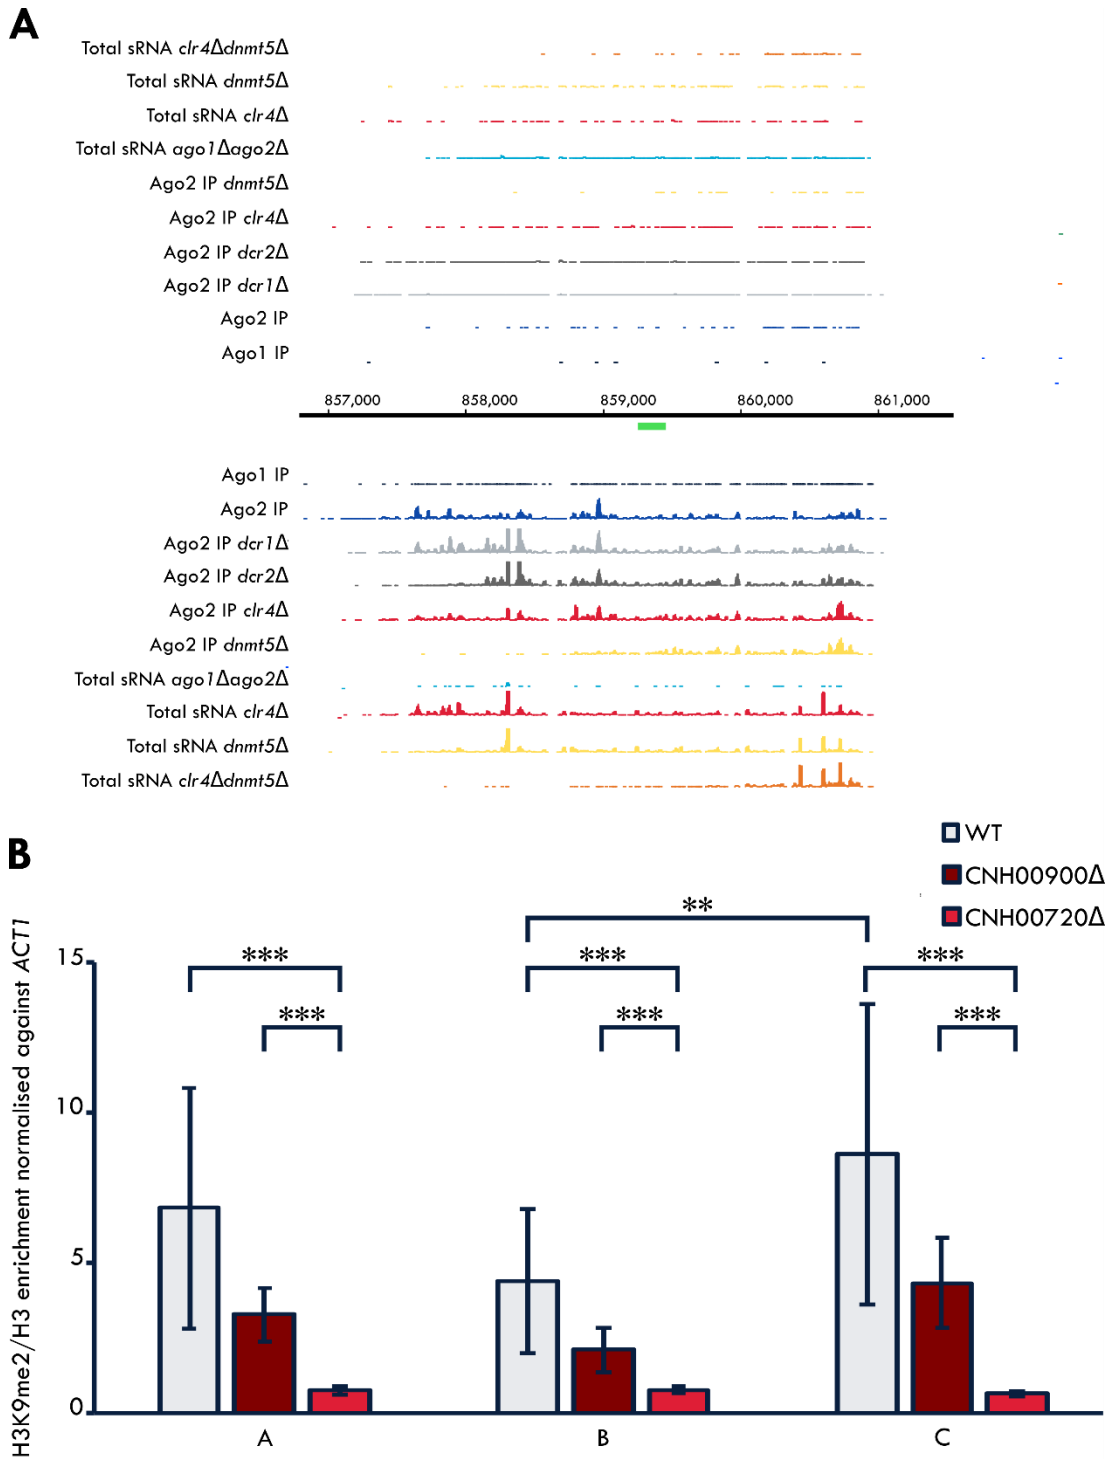 A
Total sRNA clr4Δdnmt5Δ
Total sRNA dnmt5Δ
Total sRNA clr4Δ
Total sRNA ago1Δago2Δ
Ago2 IP dnmt5Δ
Ago2 IP clr4Δ
Ago2 IP dcr2Δ
Ago2 IP dcr1Δ
Ago2 IP
Ago1 IP
857,000 858,000 859,000 860,000 861,000
Ago1 IP
Ago2 IP
Ago2 IP dcr1Δ
Ago2 IP dcr2Δ
Ago2 IP clr4Δ
Ago2 IP dnmt5Δ
Total sRNA ago1Δago2Δ
Total sRNA clr4Δ
Total sRNA dnmt5Δ
Total sRNA clr4Δdnmt5Δ
B
WT
CNH00900Δ
CNH00720Δ
H3K9me2/H3 enrichment normalised against ACT1
**
*** *** ***
*** *** ***
15
10
5
0
A B C